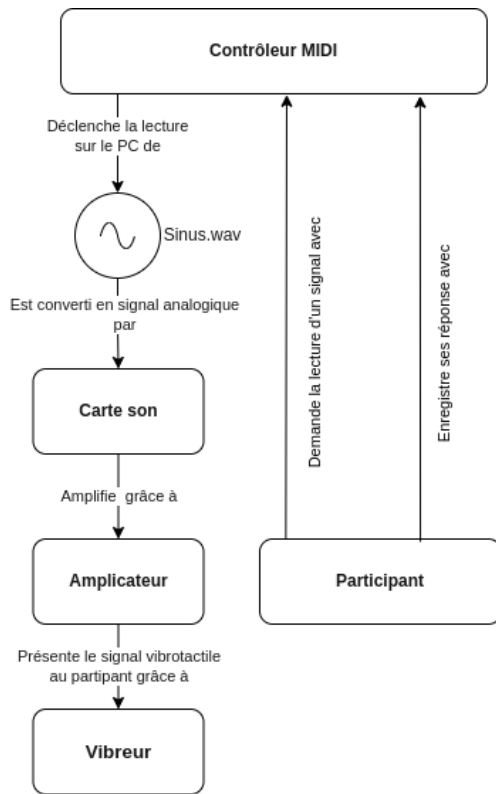 Contrôleur MIDI
Déclenche la lecture
sur le PC de
Sinus.wav
Est converti en signal analogique
par
Carte son
Amplifie grâce à
Amplicateur
Présente le signal vibrotactile
au partipant grâce à
Vibreur
Demande la lecture d'un signal avec
Enregistre ses réponse avec
Participant